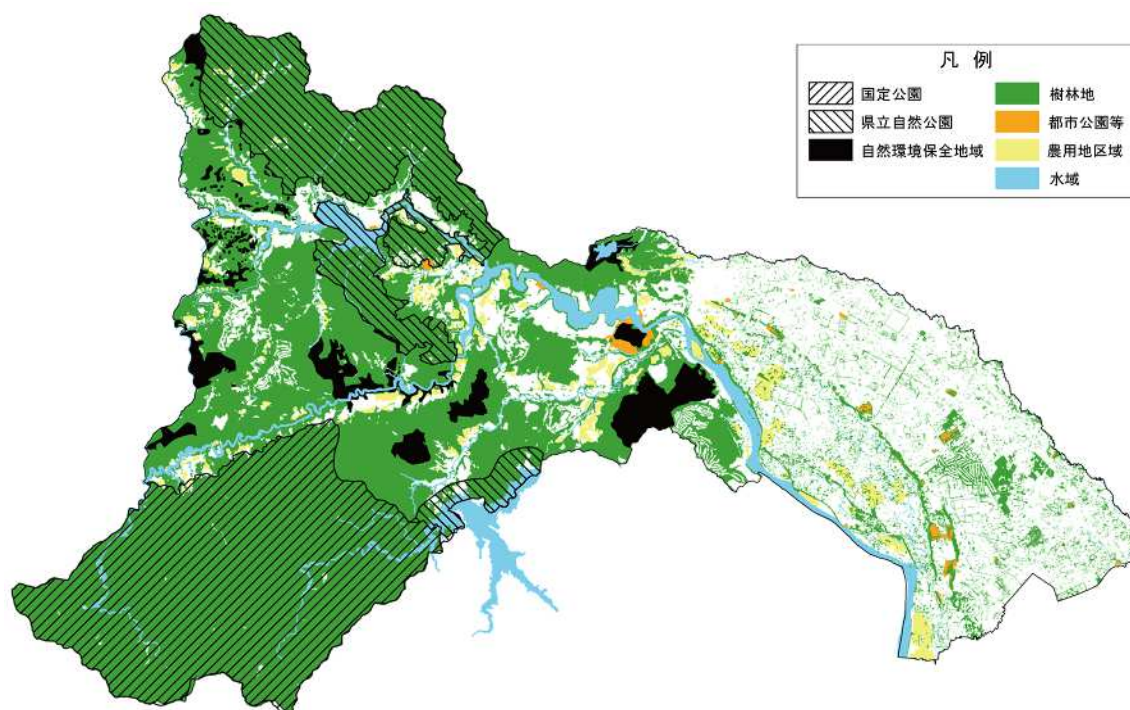 凡 例
国定公園
県立自然公園
自然環境保全地域
樹林地
都市公園等
農用地区域
水域